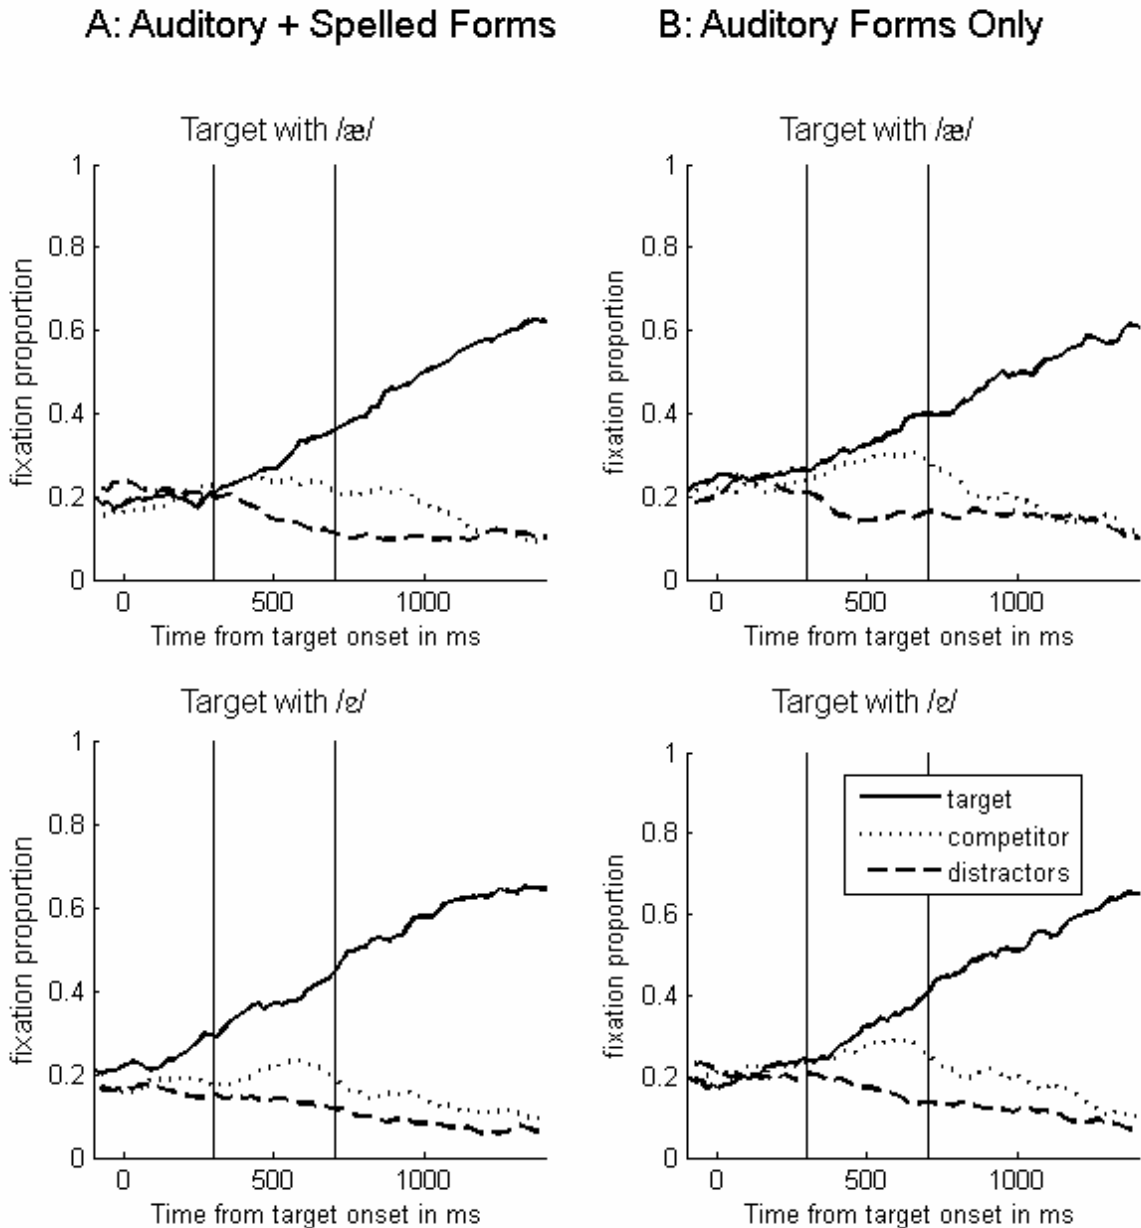 A: Auditory + Spelled Forms
B: Auditory Forms Only
Target with /æ/
1
0.8
0.6
0.4
0.2
0
fixation proportion
0 500 1000
Time from target onset in ms
Target with /æ/
1
0.8
0.6
0.4
0.2
0
fixation proportion
0 500 1000
Time from target onset in ms
Target with /ɐ/
1
0.8
0.6
0.4
0.2
0
fixation proportion
0 500 1000
Time from target onset in ms
Target with /ɐ/
1
0.8
0.6
0.4
0.2
0
fixation proportion
target
competitor
distractors
0 500 1000
Time from target onset in ms